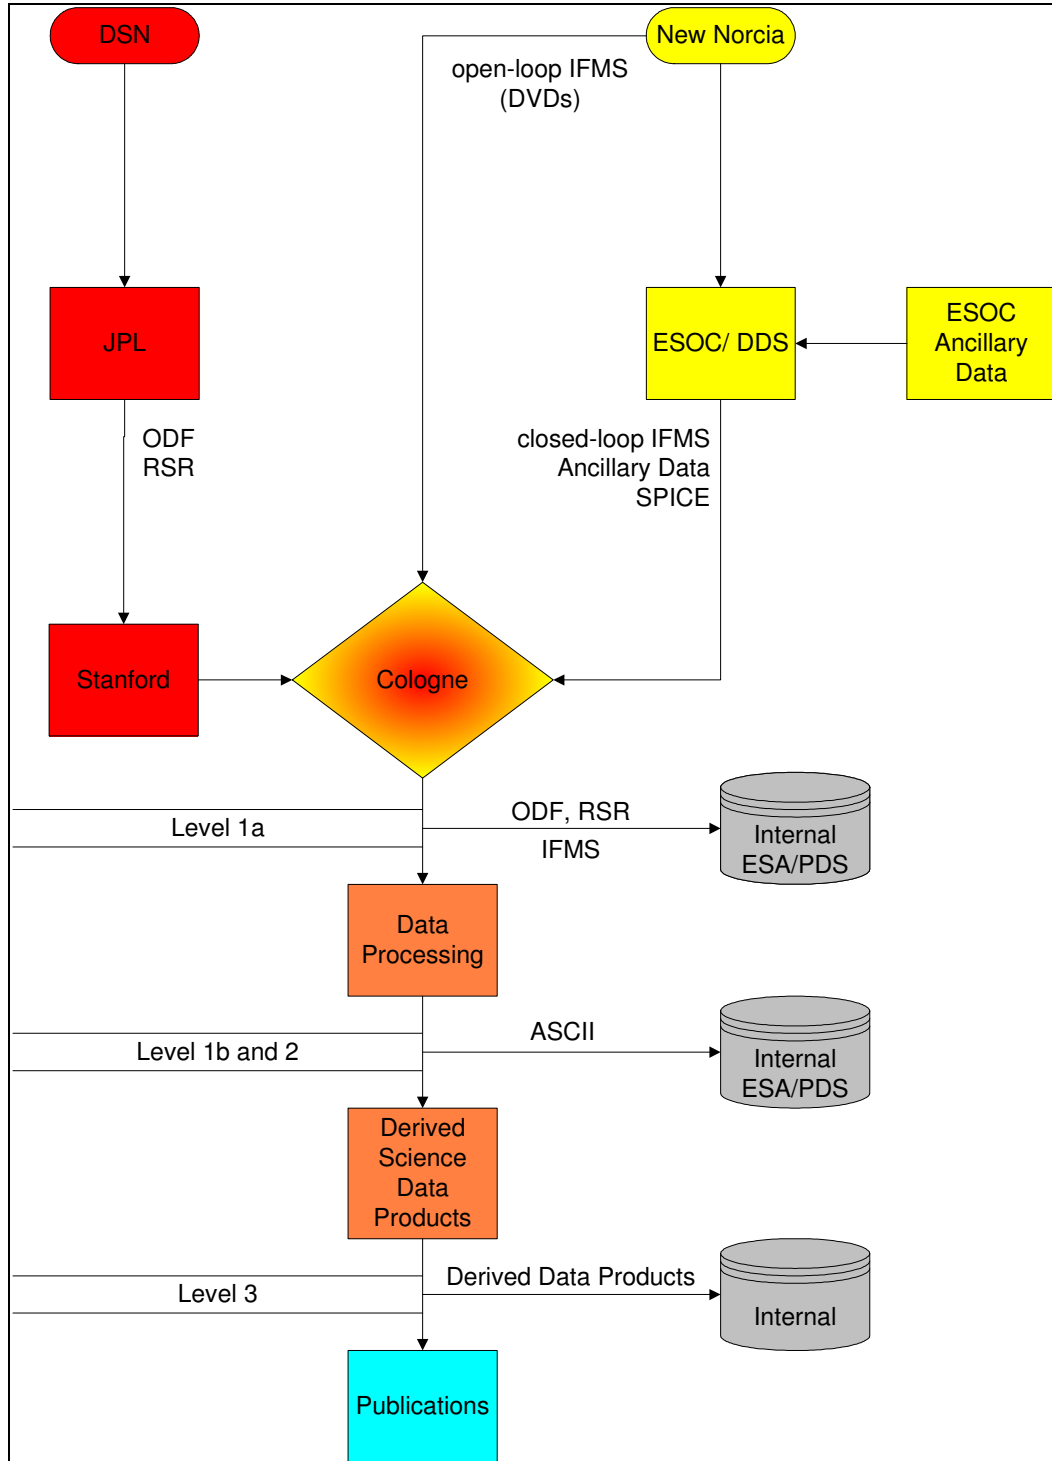 DSN
New Norcia
open-loop IFMS
(DVDs)
JPL
ESOC/ DDS
ESOC
Ancillary
Data
ODF
RSR
closed-loop IFMS
Ancillary Data
SPICE
Stanford
Cologne
Level 1a
ODF, RSR
IFMS
Internal
ESA/PDS
Data
Processing
Level 1b and 2
ASCII
Internal
ESA/PDS
Derived
Science
Data
Products
Level 3
Derived Data Products
Internal
Publications